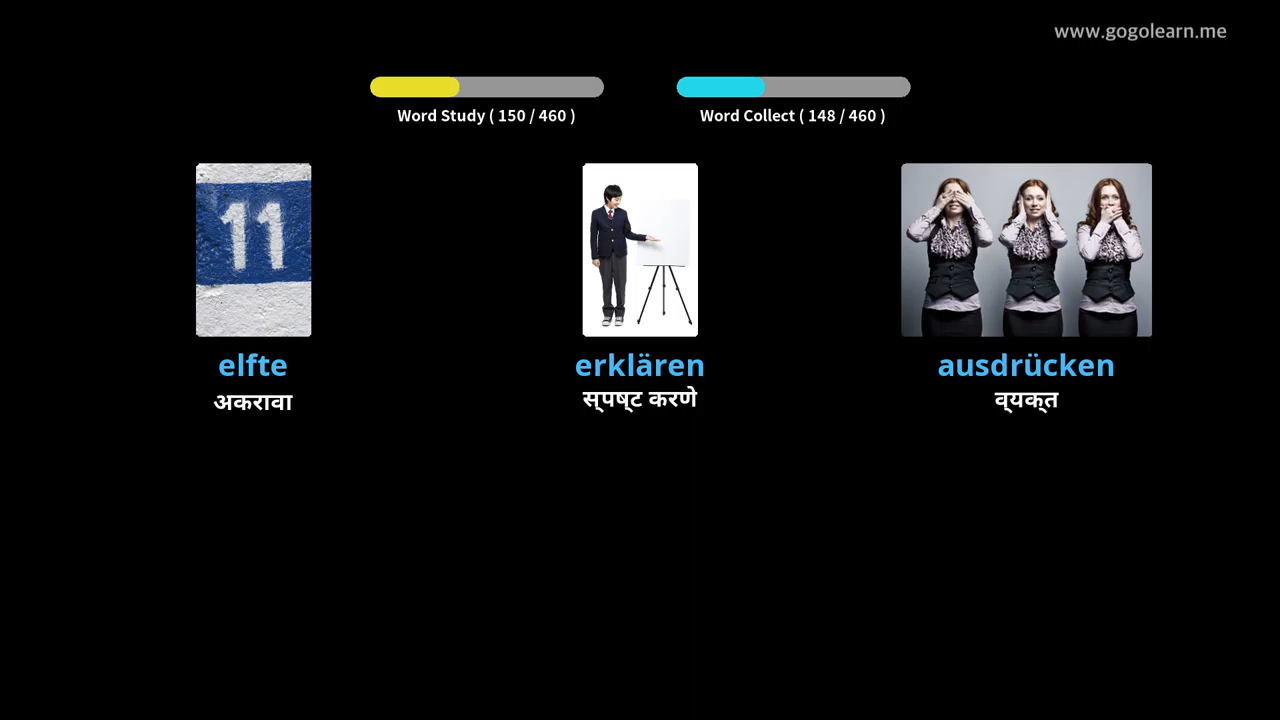 www.gogolearn.me
Word Study ( 150 / 460 )
Word Collect ( 148 / 460 )
11
elfte
अकरावा
erklären
स्पष्ट करणे
ausdrücken
व्यक्त